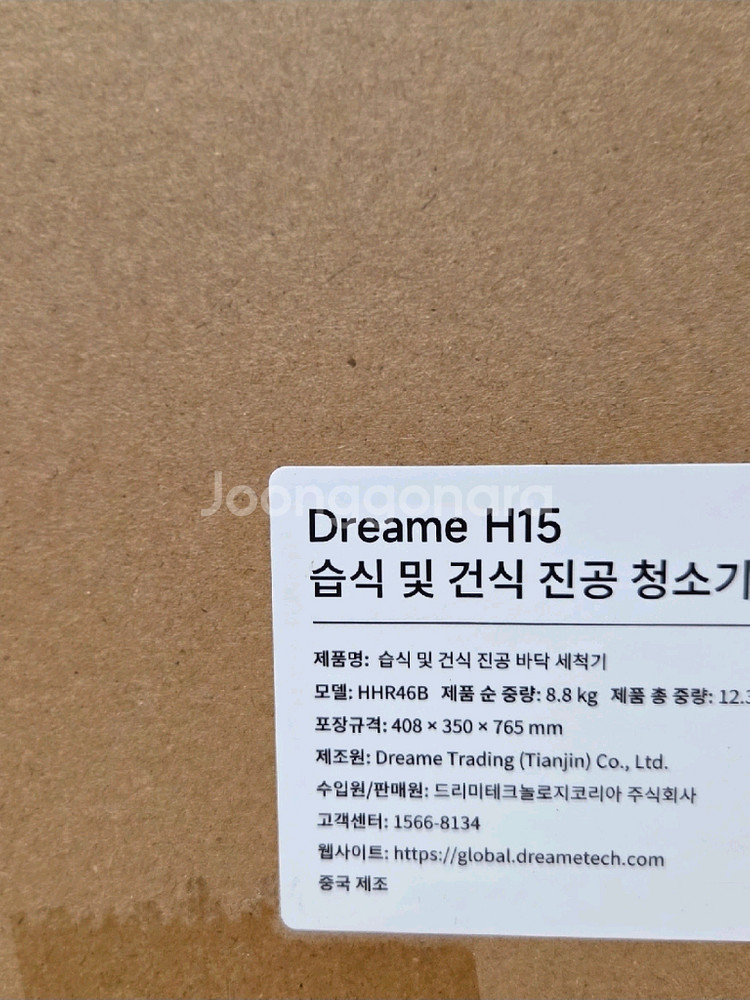 Joonggonara
Dreame H15
습식 및 건식 진공 청소기
제품명: 습식 및 건식 진공 바닥 세척기
모델: HHR46B 제품 순 중량: 8.8 kg 제품 총 중량: 12.3
포장규격: 408 × 350 × 765 mm
제조원: Dreame Trading (Tianjin) Co., Ltd.
수입원/판매원: 드리미테크놀로지코리아 주식회사
고객센터: 1566-8134
웹사이트: https://global.dreametech.com
중국 제조